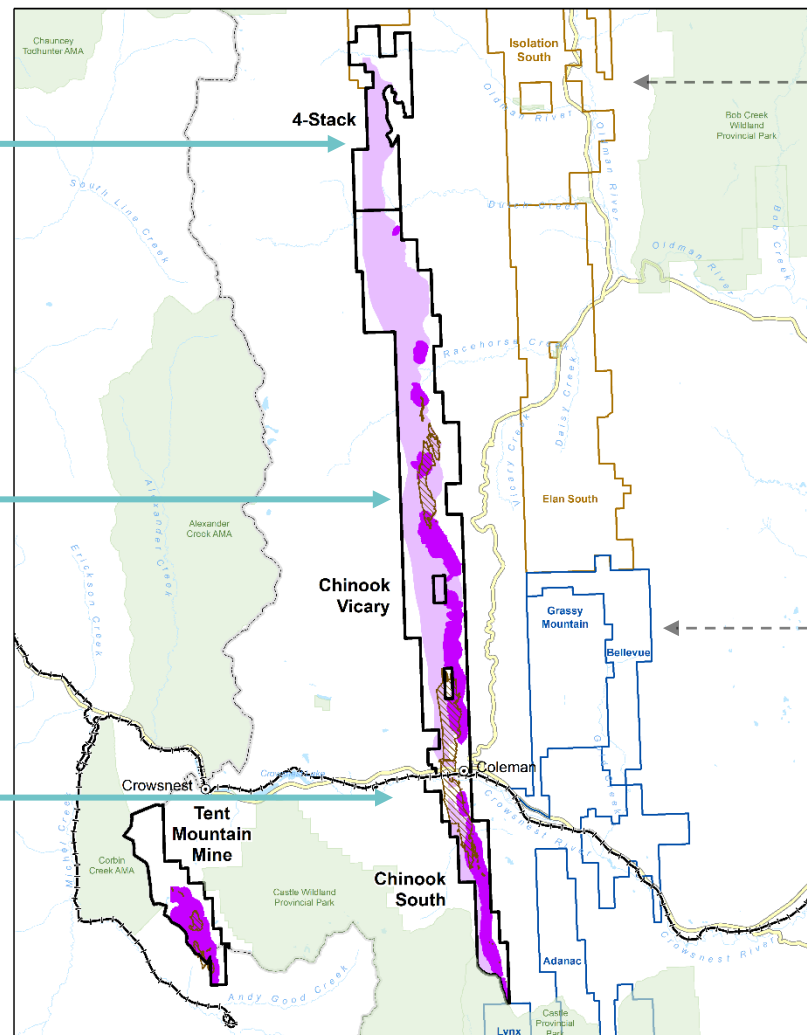 Chauncey
Todhunter AMA
Isolation
South
Oldman River
4-Stack
Bob Creek
Wildland
Provincial Park
Oldman River
South Line Creek
Dutch Creek
Bob Creek
Oldman River
Racehorse Creek
Daisy Creek
Vicary Creek
Alexander Creek
Elan South
Alexander
Creek AMA
Erickson Creek
Chinook
Vicary
Grassy
Mountain
Bellevue
Coleman
Crowsnest
Tent
Mountain
Mine
Michel Creek
Crowsnest River
Corbin
Creek AMA
Castle Wildland
Provincial Park
Chinook
South
Crowsnest River
Adanac
Andy Good Creek
Castle
Provincial
Park
Lynx